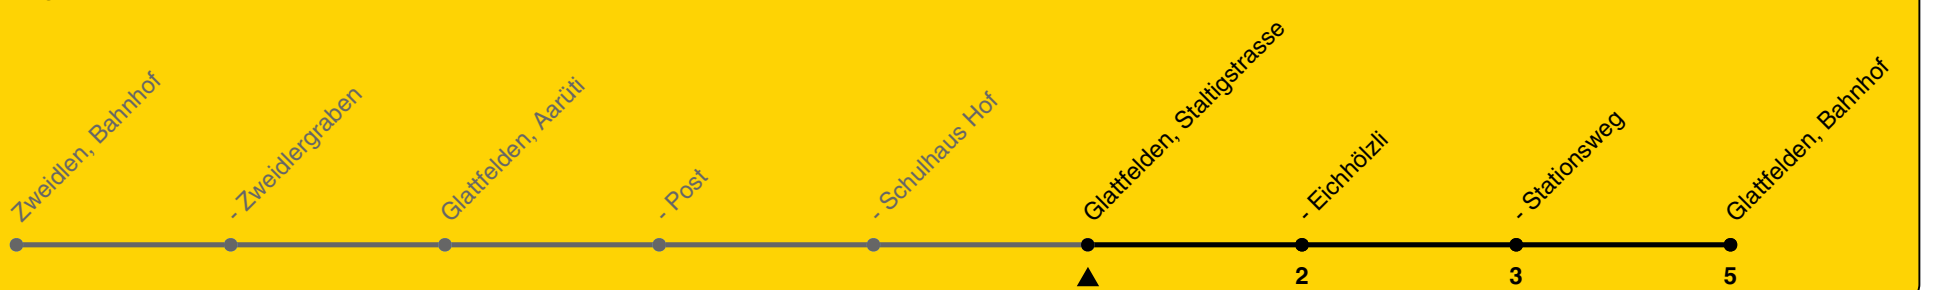 Zweidlen, Bahnhof
- Zweidlergraben
Glattfelden, Aarüti
- Post
- Schulhaus Hof
Glattfelden, Staltigstrasse
- Eichhölzli
- Stationsweg
Glattfelden, Bahnhof
2
3
5